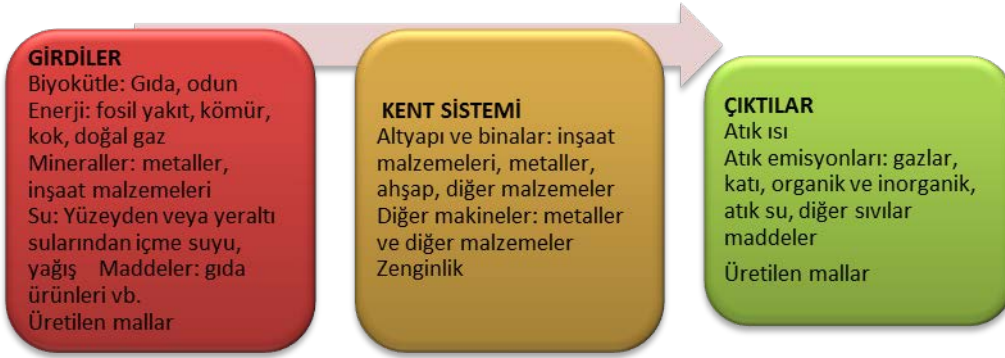 GİRDİLER
Biyokütle: Gıda, odun
Enerji: fosil yakıt, kömür,
kok, doğal gaz
Mineraller: metaller,
inşaat malzemeleri
Su: Yüzeyden veya yeraltı
sularından içme suyu,
yağış    Maddeler: gıda
ürünleri vb.
Üretilen mallar
KENT SİSTEMİ
Altyapı ve binalar: inşaat
malzemeleri, metaller,
ahşap, diğer malzemeler
Diğer makineler: metaller
ve diğer malzemeler
Zenginlik
ÇIKTILAR
Atık ısı
Atık emisyonları: gazlar,
katı, organik ve inorganik,
atık su, diğer sıvılar
maddeler
Üretilen mallar